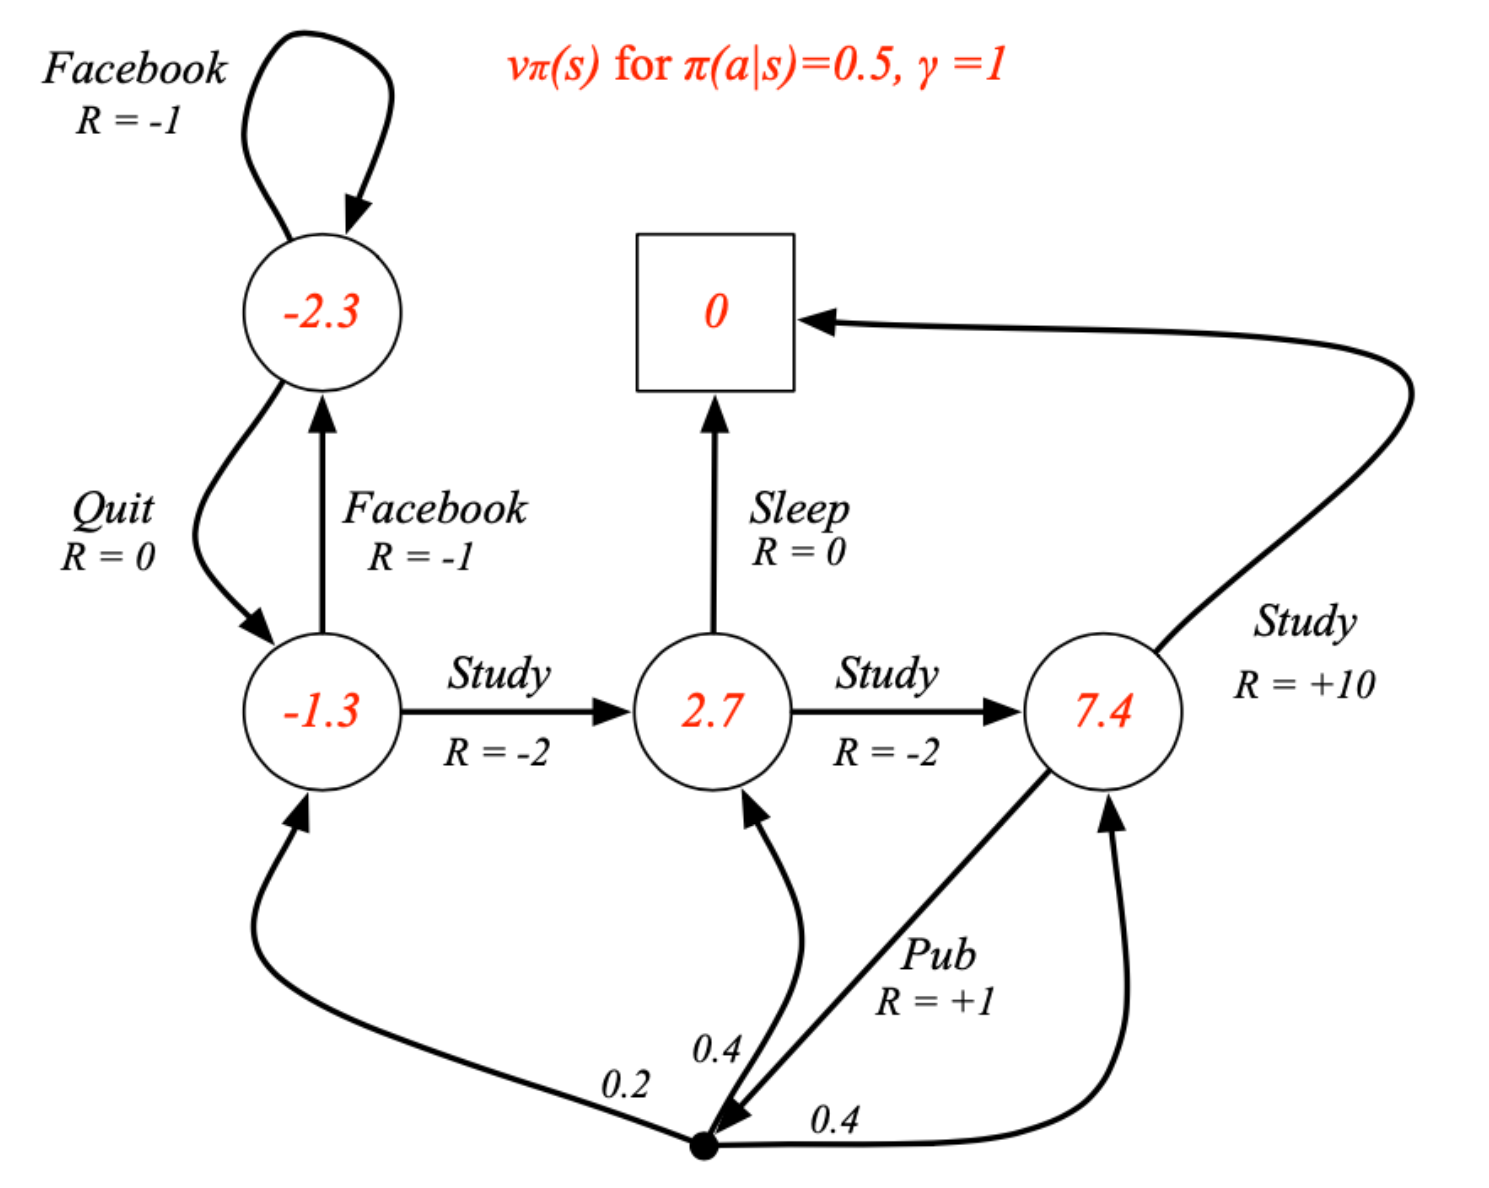 vπ(s) for π(a|s)=0.5, γ =1
Facebook
R = -1
-2.3
0
Quit
R = 0
Facebook
R = -1
Sleep
R = 0
-1.3
Study
R = -2
2.7
Study
R = -2
7.4
Study
R = +10
Pub
R = +1
0.2
0.4
0.4